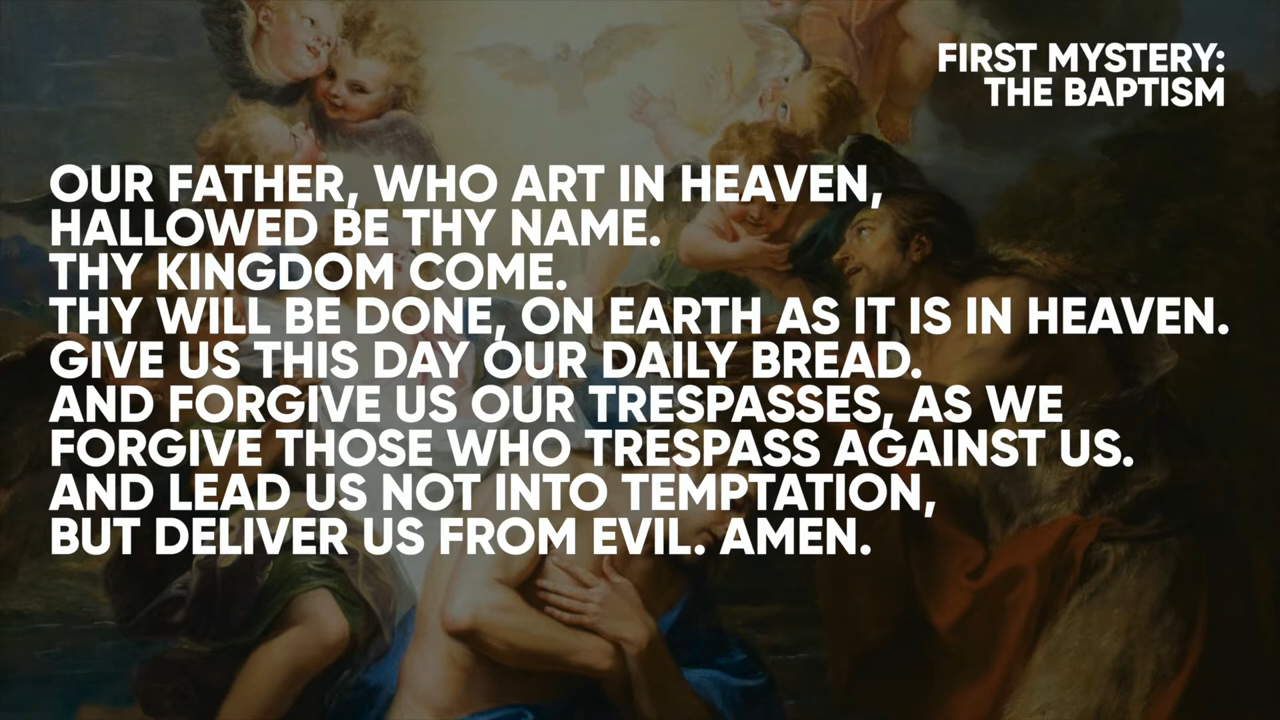 FIRST MYSTERY:
THE BAPTISM
OUR FATHER, WHO ART IN HEAVEN,
HALLOWED BE THY NAME.
THY KINGDOM COME.
THY WILL BE DONE, ON EARTH AS IT IS IN HEAVEN.
GIVE US THIS DAY OUR DAILY BREAD.
AND FORGIVE US OUR TRESPASSES, AS WE
FORGIVE THOSE WHO TRESPASS AGAINST US.
AND LEAD US NOT INTO TEMPTATION,
BUT DELIVER US FROM EVIL. AMEN.